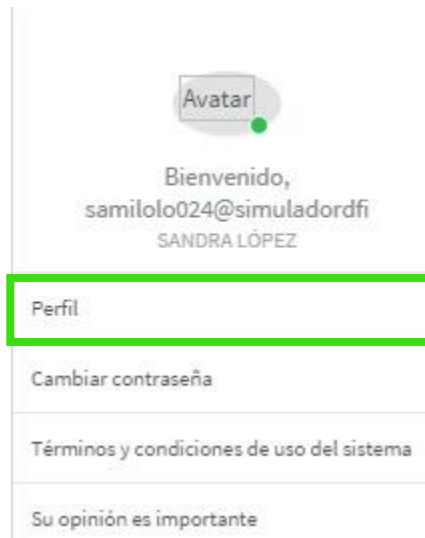 Avatar
Bienvenido,
samilolo024@simuladordfi
SANDRA LÓPEZ
Perfil
Cambiar contraseña
Términos y condiciones de uso del sistema
Su opinión es importante